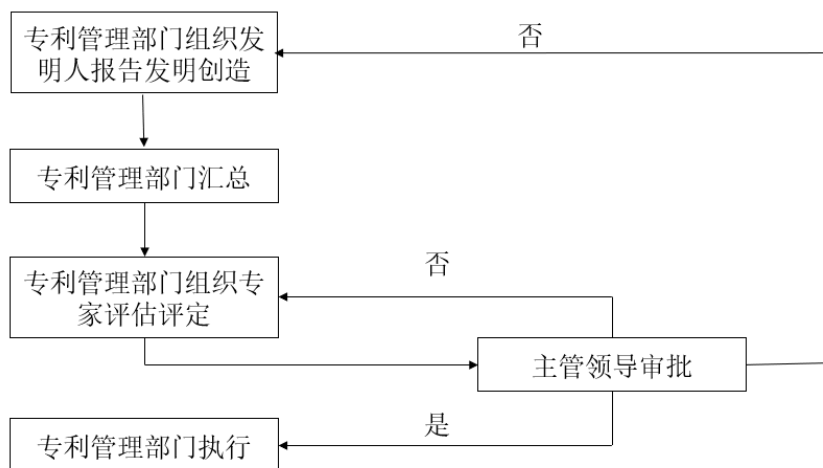 专利管理部门组织发
明人报告发明创造
否
专利管理部门汇总
专利管理部门组织专
家评估评定
否
主管领导审批
是
专利管理部门执行